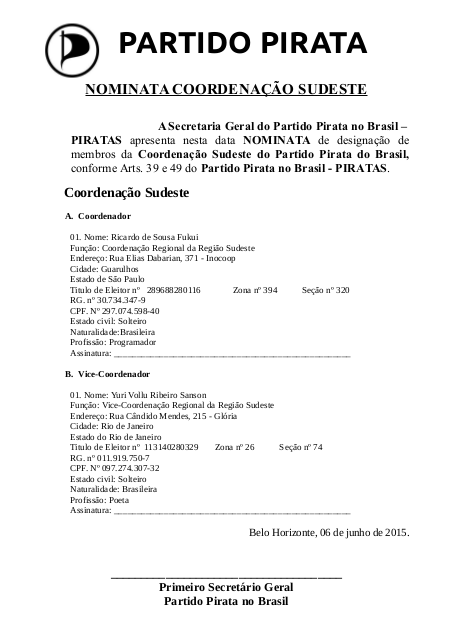 PARTIDO PIRATA
NOMINATA COORDENAÇÃO SUDESTE
A Secretaria Geral do Partido Pirata no Brasil –
PIRATAS apresenta nesta data NOMINATA de designação de
membros da Coordenação Sudeste do Partido Pirata do Brasil,
conforme Arts. 39 e 49 do Partido Pirata no Brasil - PIRATAS.
Coordenação Sudeste
A. Coordenador
01. Nome: Ricardo de Sousa Fukui
Função: Coordenação Regional da Região Sudeste
Endereço: Rua Elias Dabarian, 371 - Inocoop
Cidade: Guarulhos
Estado de São Paulo
Titulo de Eleitor nº 289688280116 Zona nº 394 Seção nº 320
RG. nº 30.734.347-9
CPF. Nº 297.074.598-40
Estado civil: Solteiro
Naturalidade:Brasileira
Profissão: Programador
Assinatura: ____________________
B. Vice-Coordenador
01. Nome: Yuri Vollu Ribeiro Sanson
Função: Vice-Coordenação Regional da Região Sudeste
Endereço: Rua Cândido Mendes, 215 - Glória
Cidade: Rio de Janeiro
Estado do Rio de Janeiro
Titulo de Eleitor nº 113140280329 Zona nº 26 Seção nº 74
RG. nº 011.919.750-7
CPF. Nº 097.274.307-32
Estado civil: Solteiro
Naturalidade: Brasileira
Profissão: Poeta
Assinatura: ____________________
Belo Horizonte, 06 de junho de 2015.
____________________
Primeiro Secretário Geral
Partido Pirata no Brasil